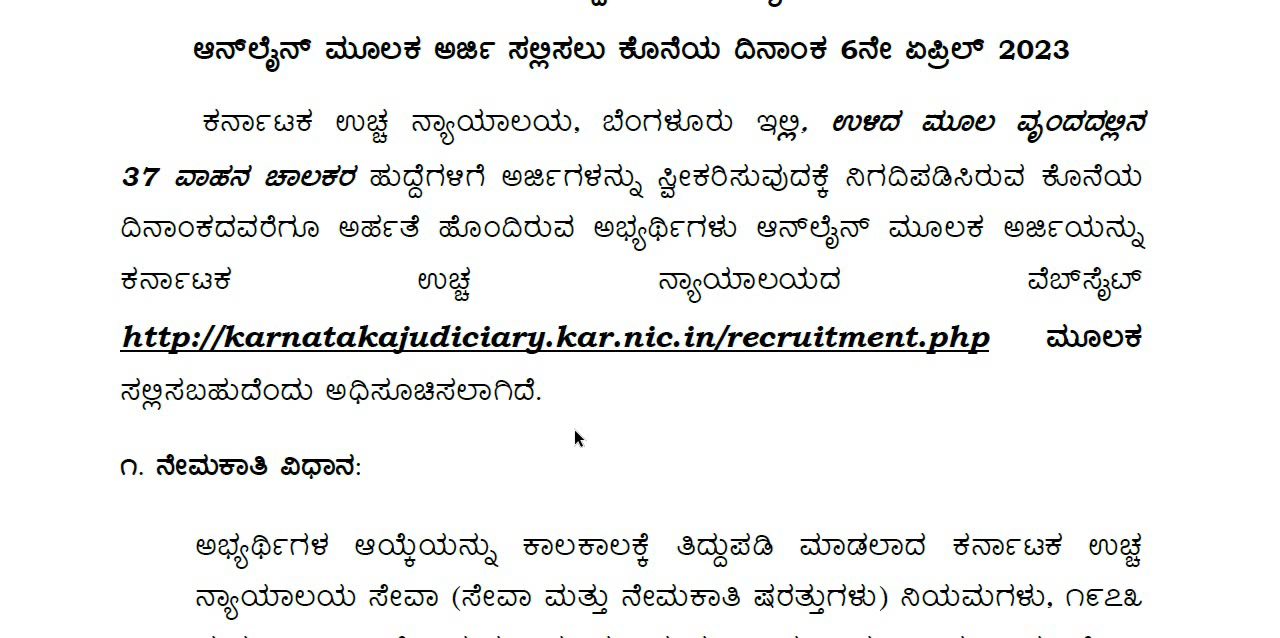 ಆನ್‌ಲೈನ್ ಮೂಲಕ ಅರ್ಜಿ ಸಲ್ಲಿಸಲು ಕೊನೆಯ ದಿನಾಂಕ 6ನೇ ಏಪ್ರಿಲ್ 2023
ಕರ್ನಾಟಕ ಉಚ್ಚ ನ್ಯಾಯಾಲಯ, ಬೆಂಗಳೂರು ಇಲ್ಲಿ, ಉಳಿದ ಮೂಲ ವೃಂದದಲ್ಲಿನ
37 ವಾಹನ ಚಾಲಕರ ಹುದ್ದೆಗಳಿಗೆ ಅರ್ಜಿಗಳನ್ನು ಸ್ವೀಕರಿಸುವುದಕ್ಕೆ ನಿಗದಿಪಡಿಸಿರುವ ಕೊನೆಯ
ದಿನಾಂಕದವರೆಗೂ ಅರ್ಹತೆ ಹೊಂದಿರುವ ಅಭ್ಯರ್ಥಿಗಳು ಆನ್‌ಲೈನ್ ಮೂಲಕ ಅರ್ಜಿಯನ್ನು
ಕರ್ನಾಟಕ ಉಚ್ಚ ನ್ಯಾಯಾಲಯದ ವೆಬ್‌ಸೈಟ್
http://karnatakajudiciary.kar.nic.in/recruitment.php ಮೂಲಕ
ಸಲ್ಲಿಸಬಹುದೆಂದು ಅಧಿಸೂಚಿಸಲಾಗಿದೆ.
೧. ನೇಮಕಾತಿ ವಿಧಾನ:
ಅಭ್ಯರ್ಥಿಗಳ ಆಯ್ಕೆಯನ್ನು ಕಾಲಕಾಲಕ್ಕೆ ತಿದ್ದುಪಡಿ ಮಾಡಲಾದ ಕರ್ನಾಟಕ ಉಚ್ಚ
ನ್ಯಾಯಾಲಯ ಸೇವಾ (ಸೇವಾ ಮತ್ತು ನೇಮಕಾತಿ ಷರತ್ತುಗಳು) ನಿಯಮಗಳು, ೧೯೭೩